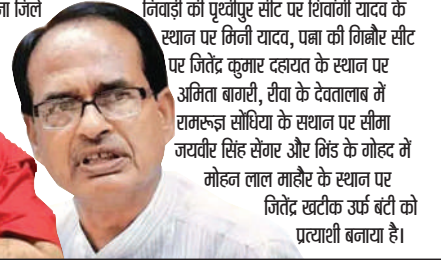 ना जिले
निवाड़ी की पृथ्वीपुर सीट पर शिवांगी यादव के
स्थान पर मिनी यादव, पन्ना की गिन्नौर सीट
पर जितेंद्र कुमार दहायत के स्थान पर
अमिता बागरी, रीवा के देवतालाब में
रामरूज्ञ सोंधिया के सथान पर सीमा
जयवीर सिंह सेंगर और भिंड के गोहद में
मोहन लाल माहौर के स्थान पर
जितेंद्र खटीक उर्फ बंटी को
प्रत्याशी बनाया है।